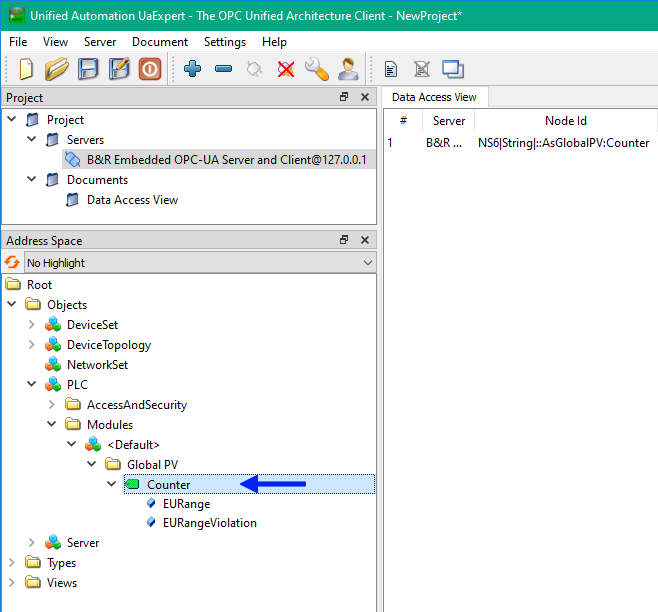 Unified Automation UaExpert - The OPC Unified Architecture Client - NewProject*
File View Server Document Settings Help
Project
Project
Servers
B&R Embedded OPC-UA Server and Client@127.0.0.1
Documents
Data Access View
Address Space
No Highlight
Root
Objects
DeviceSet
DeviceTopology
NetworkSet
PLC
AccessAndSecurity
Modules
<Default>
Global PV
Counter
EURange
EURangeViolation
Server
Types
Views
Data Access View
# Server Node Id
1 B&R ... NS6|String|::AsGlobalPV:Counter